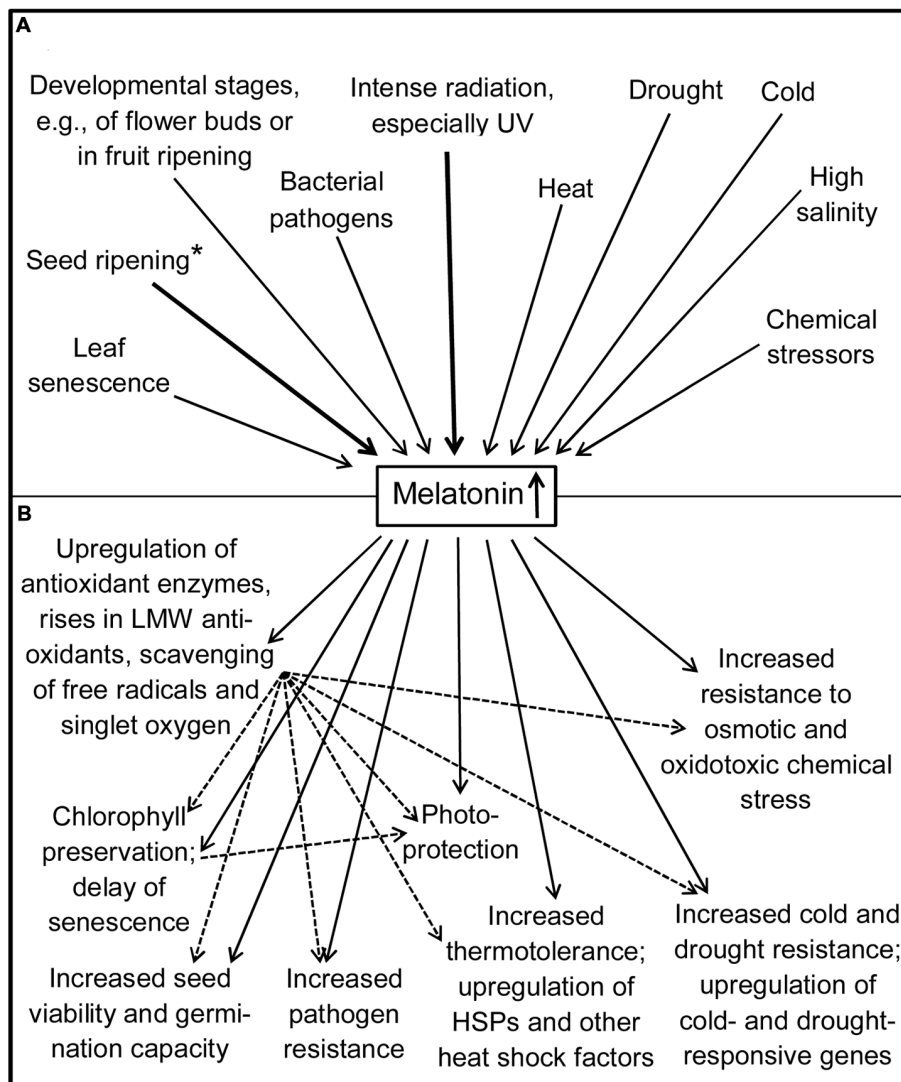 A
Developmental stages,
e.g., of flower buds or
in fruit ripening
Intense radiation,
especially UV
Drought
Cold
Bacterial
pathogens
Heat
High
salinity
Seed ripening*
Leaf
senescence
Chemical
stressors
Melatonin ↑
B
Upregulation of
antioxidant enzymes,
rises in LMW anti-
oxidants, scavenging
of free radicals and
singlet oxygen
Increased
resistance to
osmotic and
oxidotoxic chemical
stress
Chlorophyll
preservation;
delay of
senescence
Photo-
protection
Increased seed
viability and germi-
nation capacity
Increased
pathogen
resistance
Increased
thermotolerance;
upregulation of
HSPs and other
heat shock factors
Increased cold and
drought resistance;
upregulation of
cold- and drought-
responsive genes